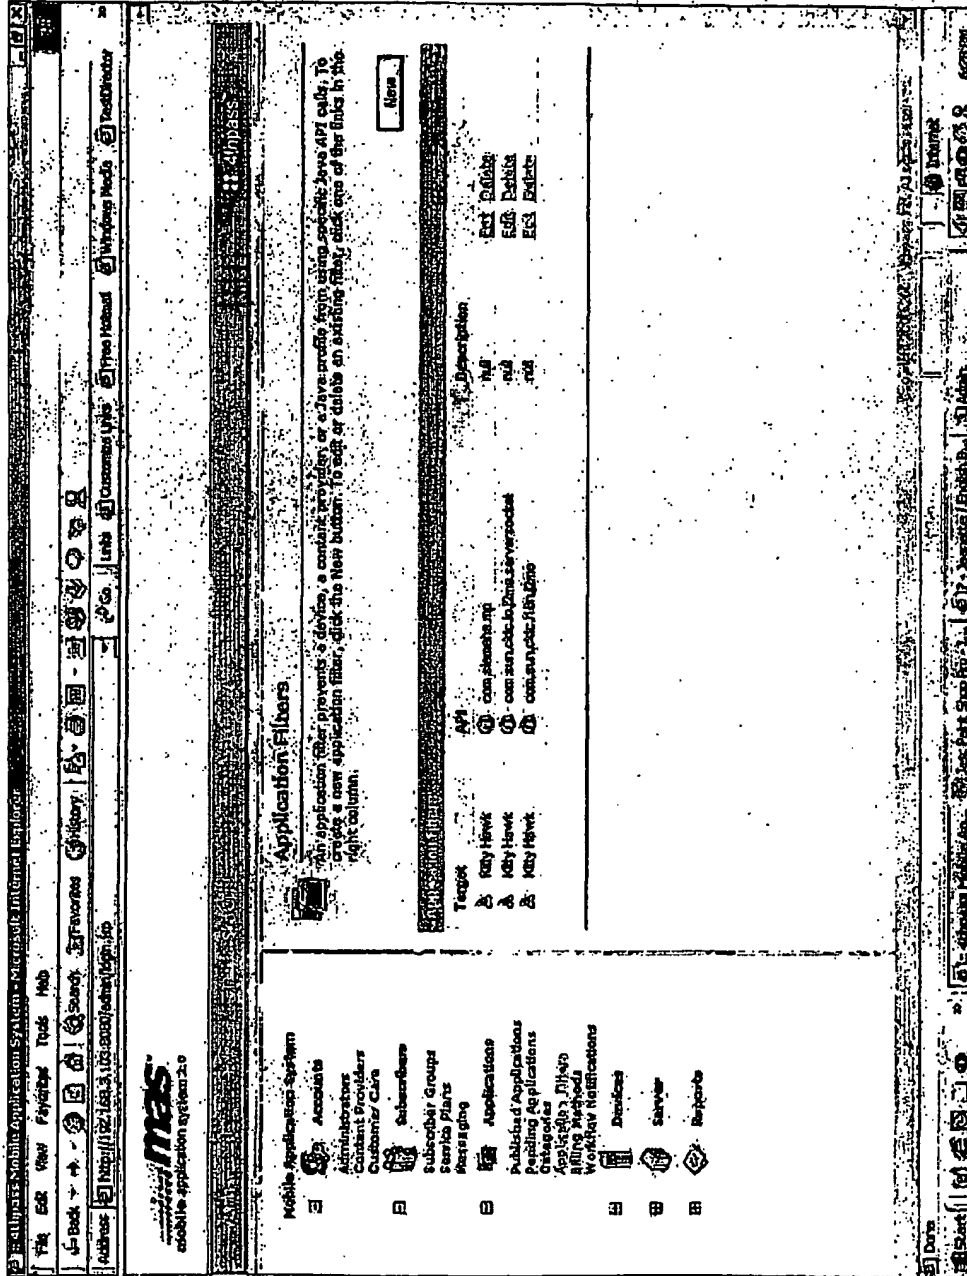 Mobile Application System - Microsoft Internet Explorer
File Edit View Favorites Tools Help
Back Search Favorites History
Address http://192.168.3.103:8080/admin/login.jsp Go Links Customize Links Free Hotmail Windows Media TestDirector
mas
mobile application system 2.0
4thpass
Mobile Application System
Accounts
Administrators
Content Providers
Customer Care
Subscribers
Subscriber Groups
Service Plans
Messaging
Applications
Published Applications
Pending Applications
Categories
Application Filters
Billing Methods
Workflow Notifications
Devices
Server
Reports
Application Filters
An application filter prevents a device, a content provider, or a Java profile from using specific Java API calls. To
create a new application filter, click the New button. To edit or delete an existing filter, click one of the links in the
right column.
New
Target API Description
Kitty Hawk com.siemens.mp null Edit Delete
Kitty Hawk com.sun.cldc.io.j2me.serversocket null Edit Delete
Kitty Hawk com.sun.cldc.i18n.j2me null Edit Delete
Done Internet
Start Admin